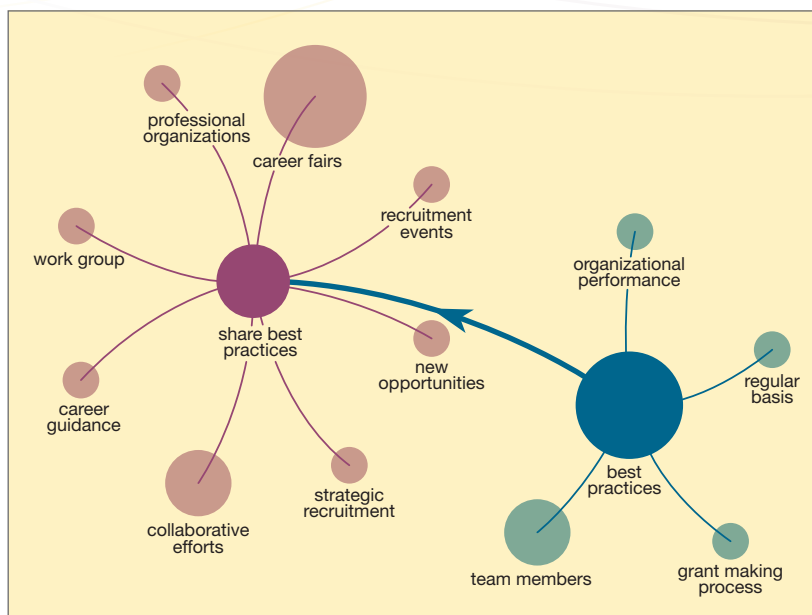 professional
organizations
career fairs
recruitment
events
work group
organizational
performance
share best
practices
new
opportunities
regular
basis
career
guidance
best
practices
strategic
recruitment
collaborative
efforts
team members
grant making
process